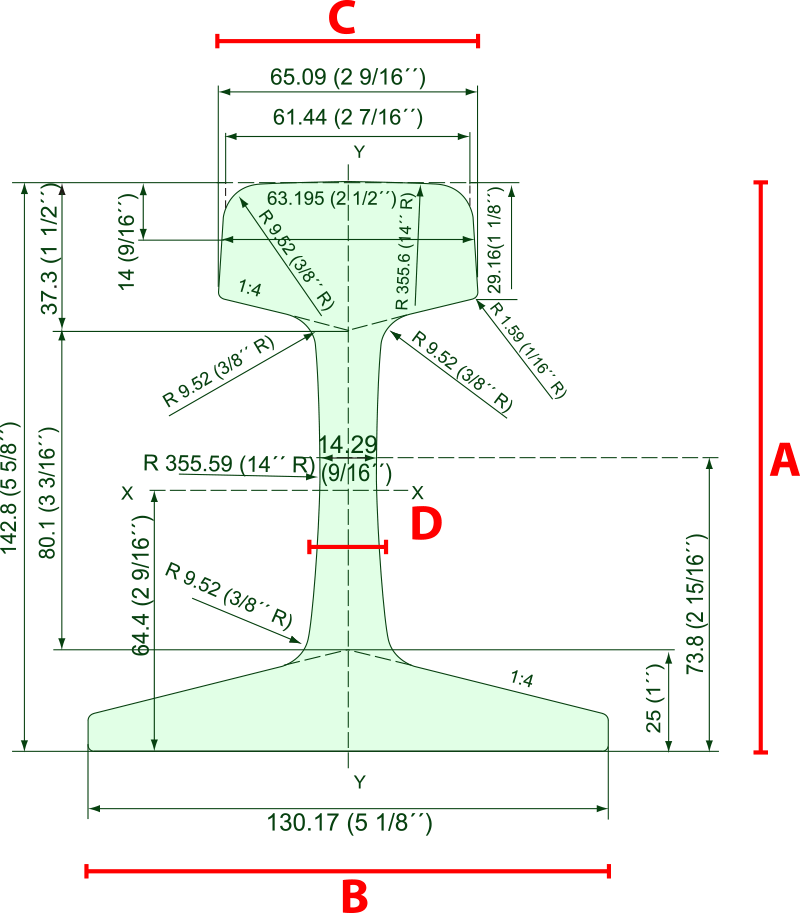 C
65.09 (2 9/16´´)
61.44 (2 7/16´´)
Y
63.195 (2 1/2´´)
37.3 (1 1/2´´)
14 (9/16´´)
R 9.52 (3/8´´ R)
R 355.6 (14´´ R)
29.16(1 1/8´´)
1:4
R 1.59 (1/16´´ R)
R 9.52 (3/8´´ R)
R 9.52 (3/8´´ R)
142.8 (5 5/8´´)
80.1 (3 3/16´´)
14.29
(9/16´´)
R 355.59 (14´´ R)
A
X
X
D
64.4 (2 9/16´´)
R 9.52 (3/8´´ R)
73.8 (2 15/16´´)
1:4
25 (1´´)
Y
130.17 (5 1/8´´)
B